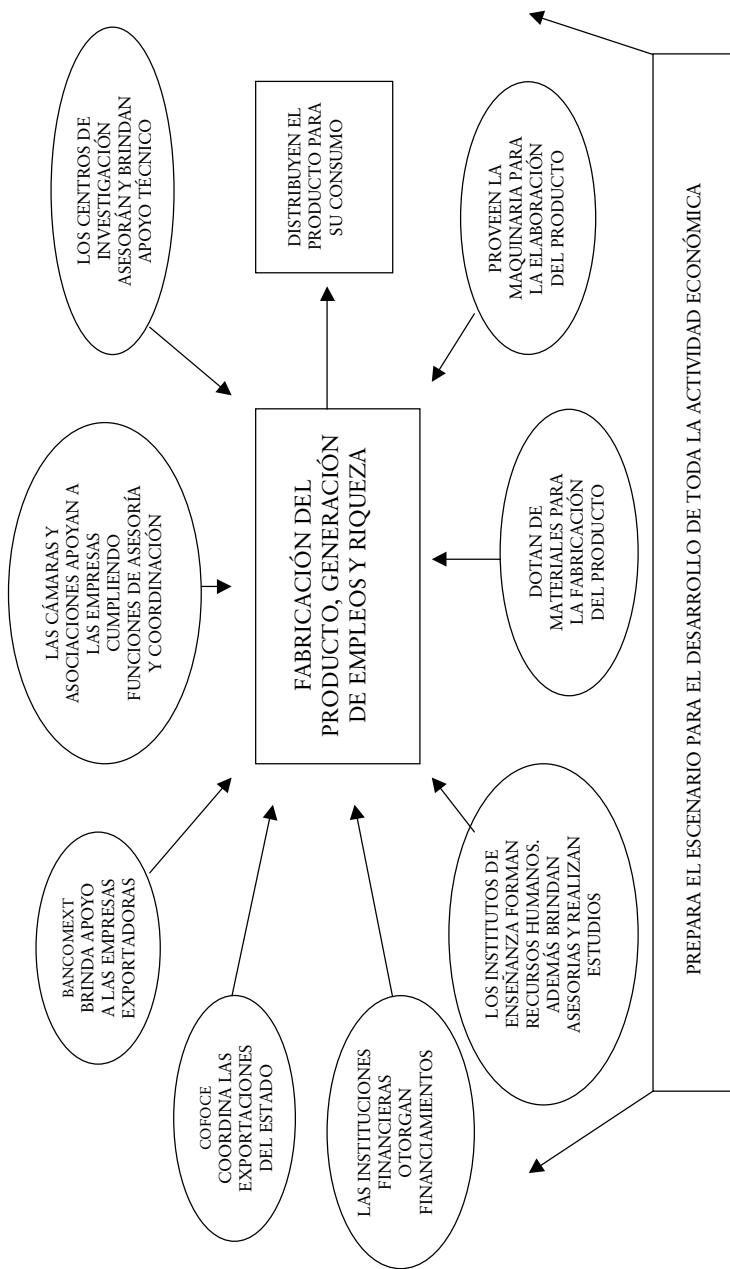 BANCOMEXT
BRINDA APOYO
A LAS EMPRESAS
EXPORTADORAS
LAS CÁMARAS Y
ASOCIACIONES APOYAN A
LAS EMPRESAS
CUMPLIENDO
FUNCIONES DE ASESORÍA
Y COORDINACIÓN
LOS CENTROS DE
INVESTIGACIÓN
ASESORÁN Y BRINDAN
APOYO TÉCNICO
COFOCE
COORDINA LAS
EXPORTACIONES
DEL ESTADO
FABRICACIÓN DEL
PRODUCTO, GENERACIÓN
DE EMPLEOS Y RIQUEZA
DISTRIBUYEN EL
PRODUCTO PARA
SU CONSUMO
LAS INSTITUCIONES
FINANCIERAS
OTORGAN
FINANCIAMIENTOS
LOS INSTITUTOS DE
ENSEÑANZA FORMAN
RECURSOS HUMANOS.
ADEMÁS BRINDAN
ASESORIAS Y REALIZAN
ESTUDIOS
DOTAN DE
MATERIALES PARA
LA FABRICACIÓN
DEL PRODUCTO
PROVEEN LA
MAQUINARIA PARA
LA ELABORACIÓN
DEL PRODUCTO
PREPARA EL ESCENARIO PARA EL DESARROLLO DE TODA LA ACTIVIDAD ECONÓMICA